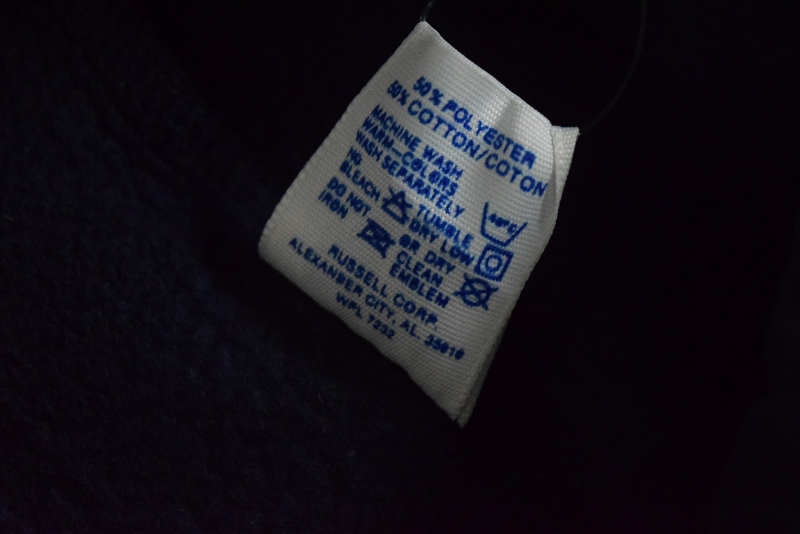 50% POLYESTER
50% COTTON/COTON
MACHINE WASH
WARM-COLORS
WASH SEPARATELY
NO BLEACH TUMBLE DRY LOW 40°C
DO NOT IRON OR DRY CLEAN EMBLEM
RUSSELL CORP.
ALEXANDER CITY, AL. 35010
WPL 7232